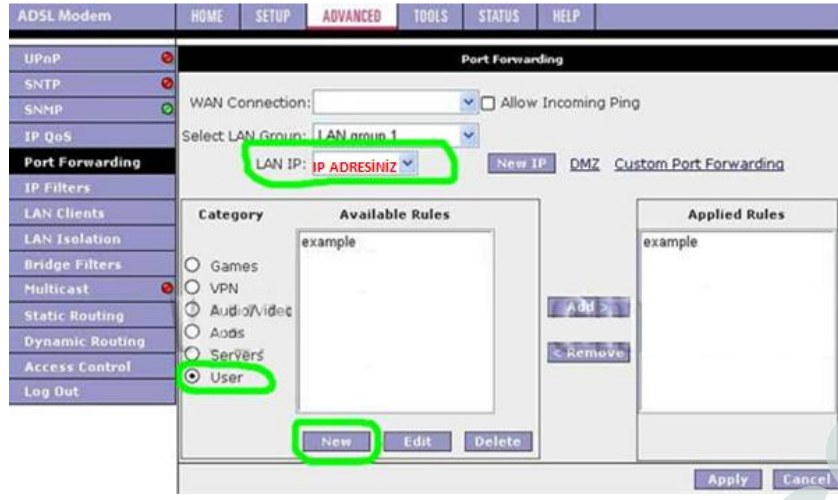 ADSL Modem HOME SETUP ADVANCED TOOLS STATUS HELP
UPnP
SNTP
SNMP
IP QoS
Port Forwarding
IP Filters
LAN Clients
LAN Isolation
Bridge Filters
Multicast
Static Routing
Dynamic Routing
Access Control
Log Out
Port Forwarding
WAN Connection: Allow Incoming Ping
Select LAN Group: LAN group 1
LAN IP: IP ADRESİNİZ New IP DMZ Custom Port Forwarding
Category Available Rules Applied Rules
example example
Games
VPN
Audio/Video
Apps
Servers
User
Add >
< Remove
New Edit Delete
Apply Cancel